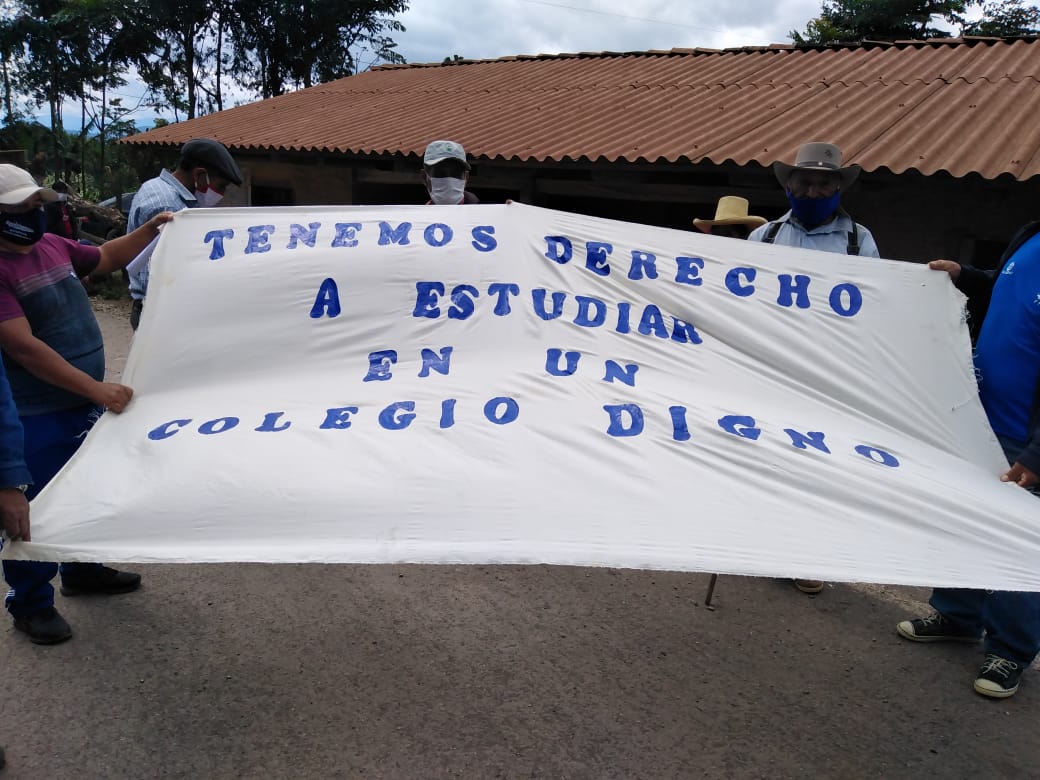 TENEMOS DERECHO
A ESTUDIAR
EN UN
COLEGIO DIGNO